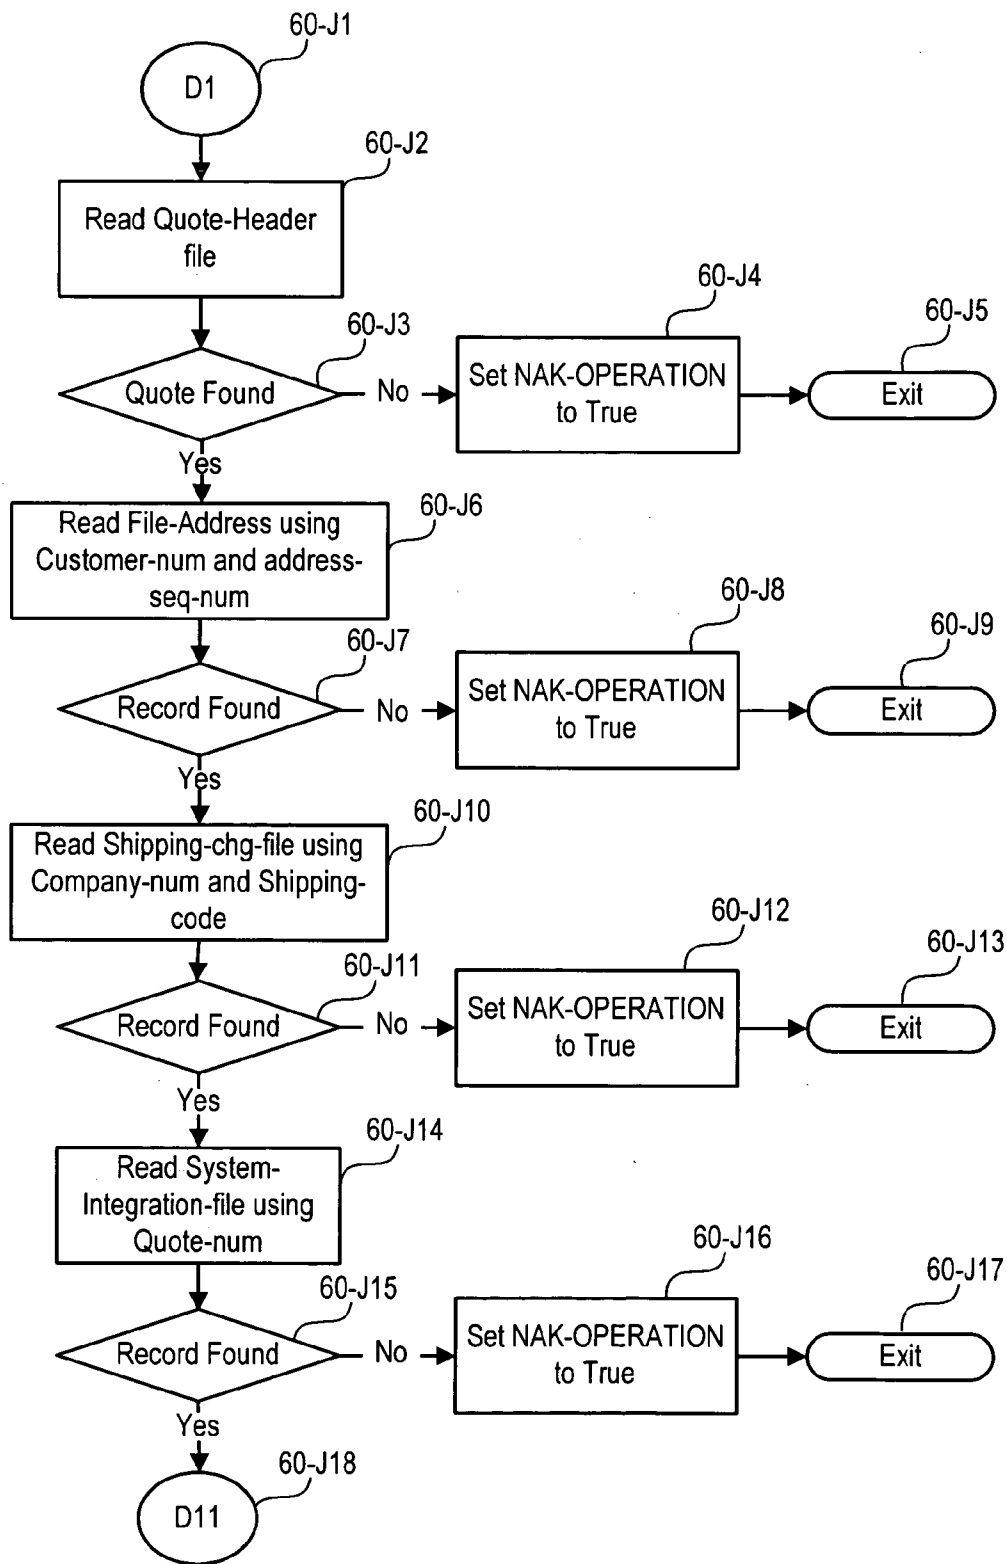 60-J1
D1
60-J2
Read Quote-Header
file
60-J3
Quote Found
No
60-J4
Set NAK-OPERATION
to True
60-J5
Exit
Yes
60-J6
Read File-Address using
Customer-num and address-
seq-num
60-J7
Record Found
No
60-J8
Set NAK-OPERATION
to True
60-J9
Exit
Yes
60-J10
Read Shipping-chg-file using
Company-num and Shipping-
code
60-J11
Record Found
No
60-J12
Set NAK-OPERATION
to True
60-J13
Exit
Yes
60-J14
Read System-
Integration-file using
Quote-num
60-J15
Record Found
No
60-J16
Set NAK-OPERATION
to True
60-J17
Exit
Yes
60-J18
D11